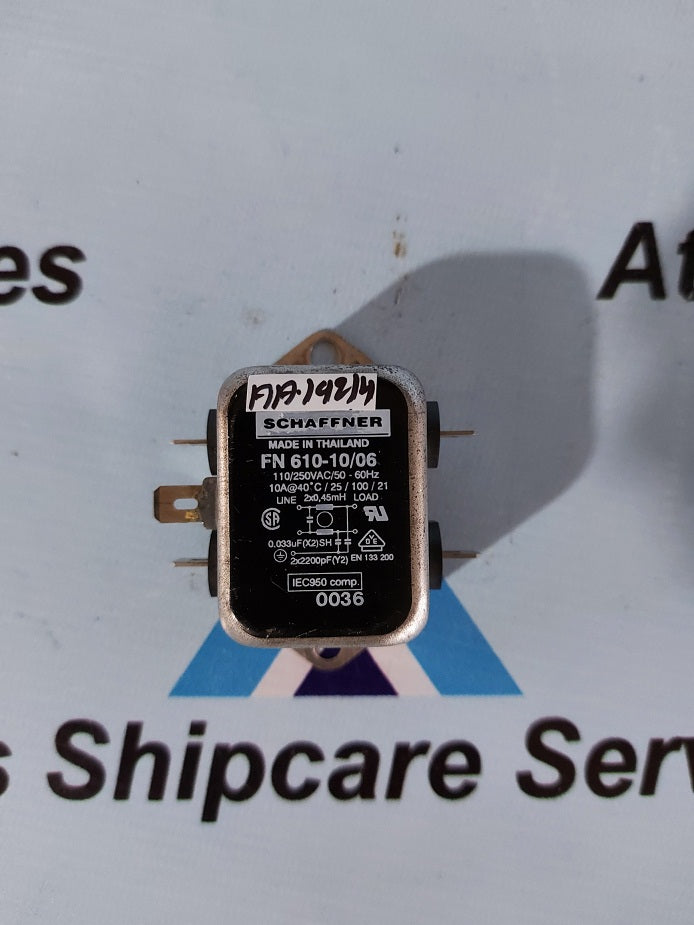 es
At
AA-14214
SCHAFFNER
MADE IN THAILAND
FN 610-10/06
110/250VAC/50 - 60Hz
10A@40°C / 25 / 100 / 21
LINE 2x0,45mH LOAD
0.033uF(X2)SH
2x2200pF(Y2) EN 133 200
IEC950 comp.
0036
s Shipcare Serv